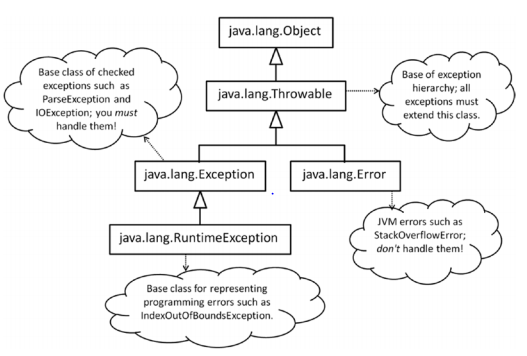 java.lang.Object
Base class of checked
exceptions such as
ParseException and
IOException; you must
handle them!
java.lang.Throwable
Base of exception
hierarchy; all
exceptions must
extend this class.
java.lang.Exception
java.lang.Error
java.lang.RuntimeException
JVM errors such as
StackOverflowError;
don't handle them!
Base class for representing
programming errors such as
IndexOutOfBoundsException.